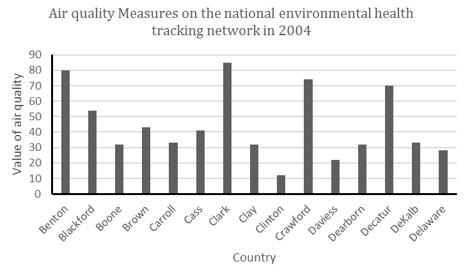 Air quality Measures on the national environmental health
tracking network in 2004
Value of air quality
90
80
70
60
50
40
30
20
10
0
Benton
Blackford
Boone
Brown
Carroll
Cass
Clark
Clay
Clinton
Crawford
Daviess
Dearborn
Decatur
DeKalb
Delaware
Country